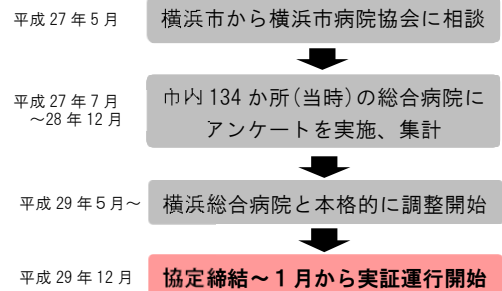 平成 27 年 5 月
横浜市から横浜市病院協会に相談
平成 27 年 7 月
～28 年 12 月
市内 134 か所（当時）の総合病院に
アンケートを実施、集計
平成 29 年 5 月～
横浜総合病院と本格的に調整開始
平成 29 年 12 月
協定締結～１月から実証運行開始